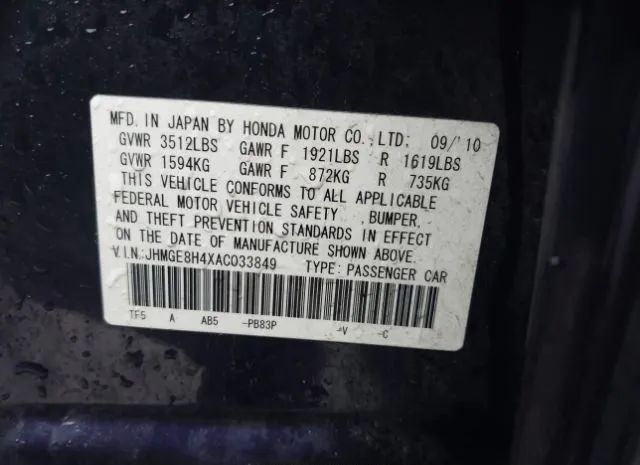 MFD. IN JAPAN BY HONDA MOTOR CO.,LTD; 09/'10
GVWR 3512LBS GAWR F 1921LBS R 1619LBS
GVWR 1594KG GAWR F 872KG R 735KG
THIS VEHICLE CONFORMS TO ALL APPLICABLE
FEDERAL MOTOR VEHICLE SAFETY ,BUMPER,
AND THEFT PREVENTION STANDARDS IN EFFECT
ON THE DATE OF MANUFACTURE SHOWN ABOVE.
V.I.N.:JHMGE8H4XAC033849 TYPE: PASSENGER CAR
TF5 A AB5 -PB83P -V -C